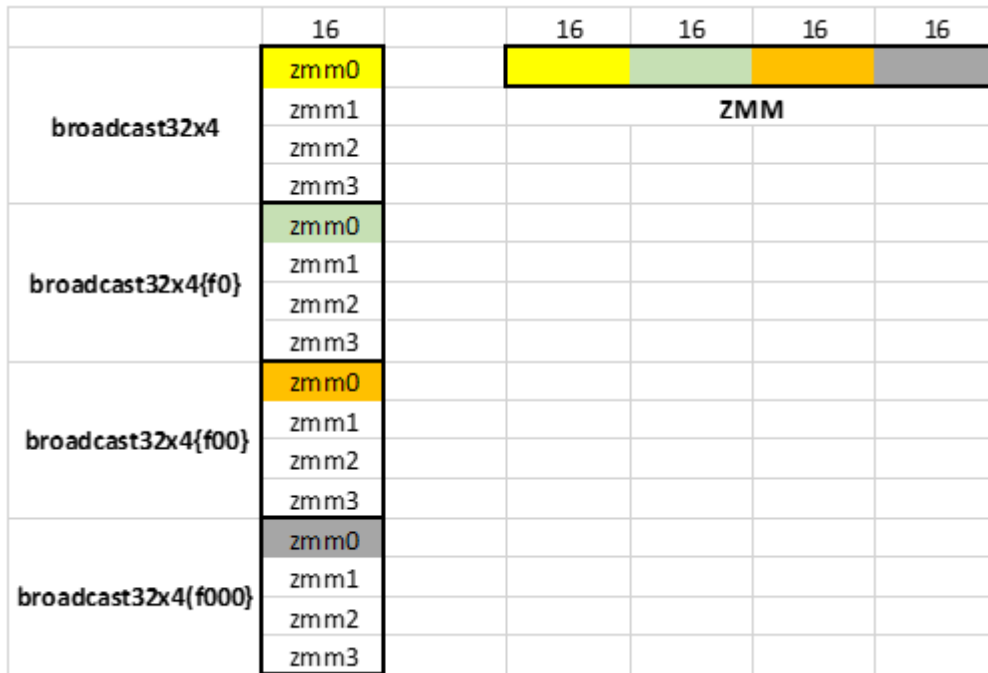 16 16 16 16 16
zmm0
broadcast32x4 zmm1 ZMM
zmm2
zmm3
zmm0
broadcast32x4{f0} zmm1
zmm2
zmm3
zmm0
broadcast32x4{f00} zmm1
zmm2
zmm3
zmm0
broadcast32x4(f000} zmm1
zmm2
zmm3